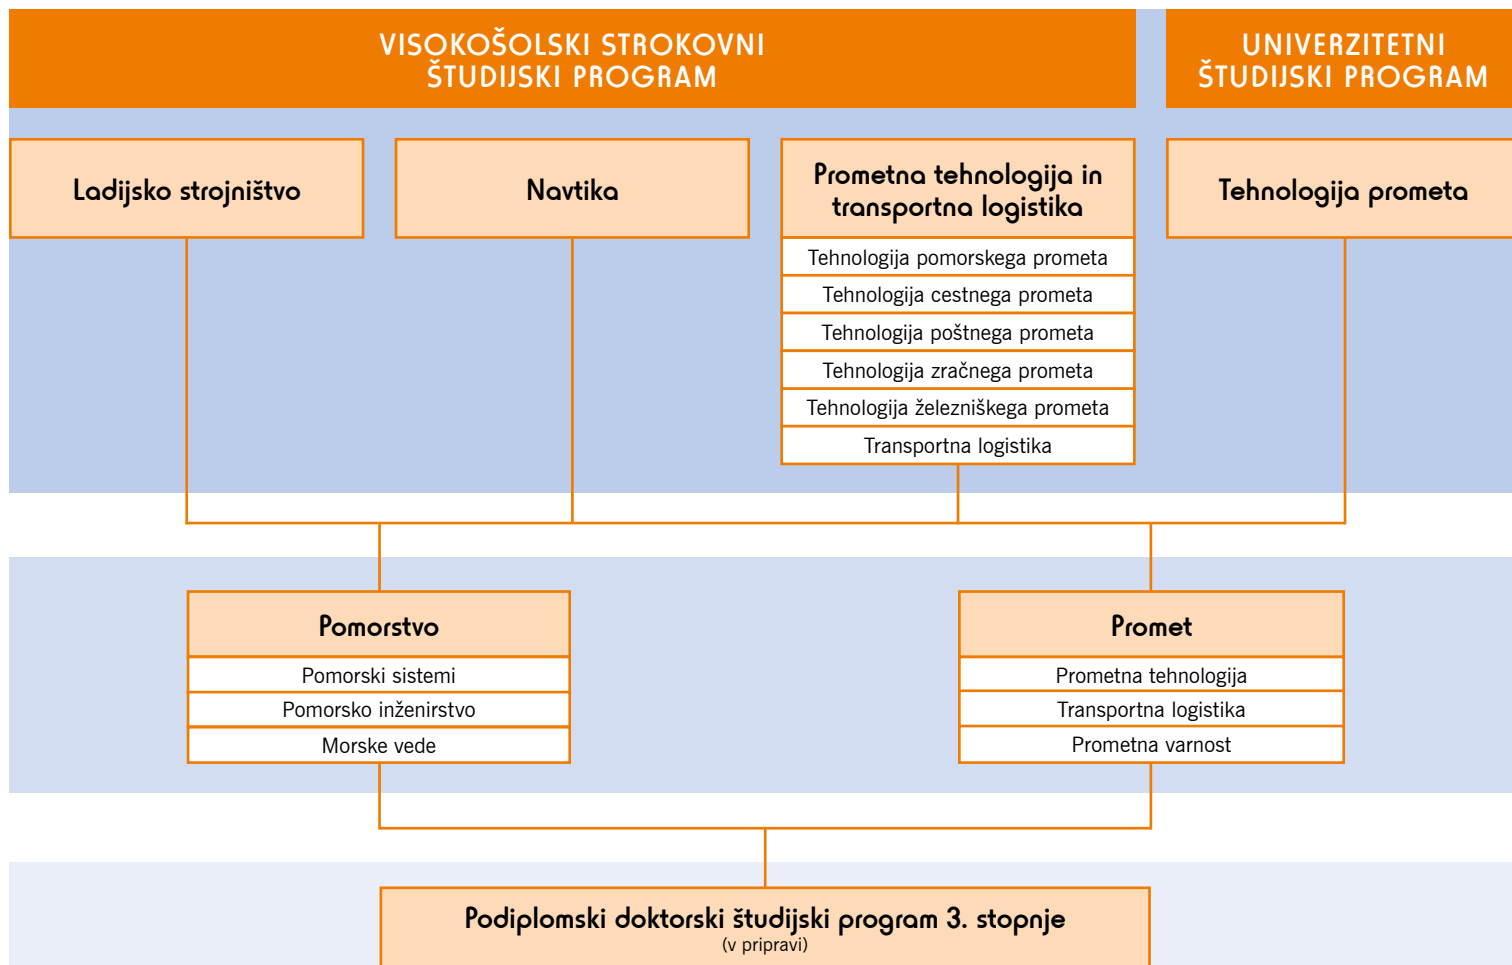 VISOKOŠOLSKI STROKOVNI
ŠTUDIJSKI PROGRAM
UNIVERZITETNI
ŠTUDIJSKI PROGRAM
Ladijsko strojništvo
Navtika
Prometna tehnologija in
transportna logistika
Tehnologija pomorskega prometa
Tehnologija cestnega prometa
Tehnologija poštnega prometa
Tehnologija zračnega prometa
Tehnologija železniškega prometa
Transportna logistika
Tehnologija prometa
Pomorstvo
Pomorski sistemi
Pomorsko inženirstvo
Morske vede
Promet
Prometna tehnologija
Transportna logistika
Prometna varnost
Podiplomski doktorski študijski program 3. stopnje
(v pripravi)